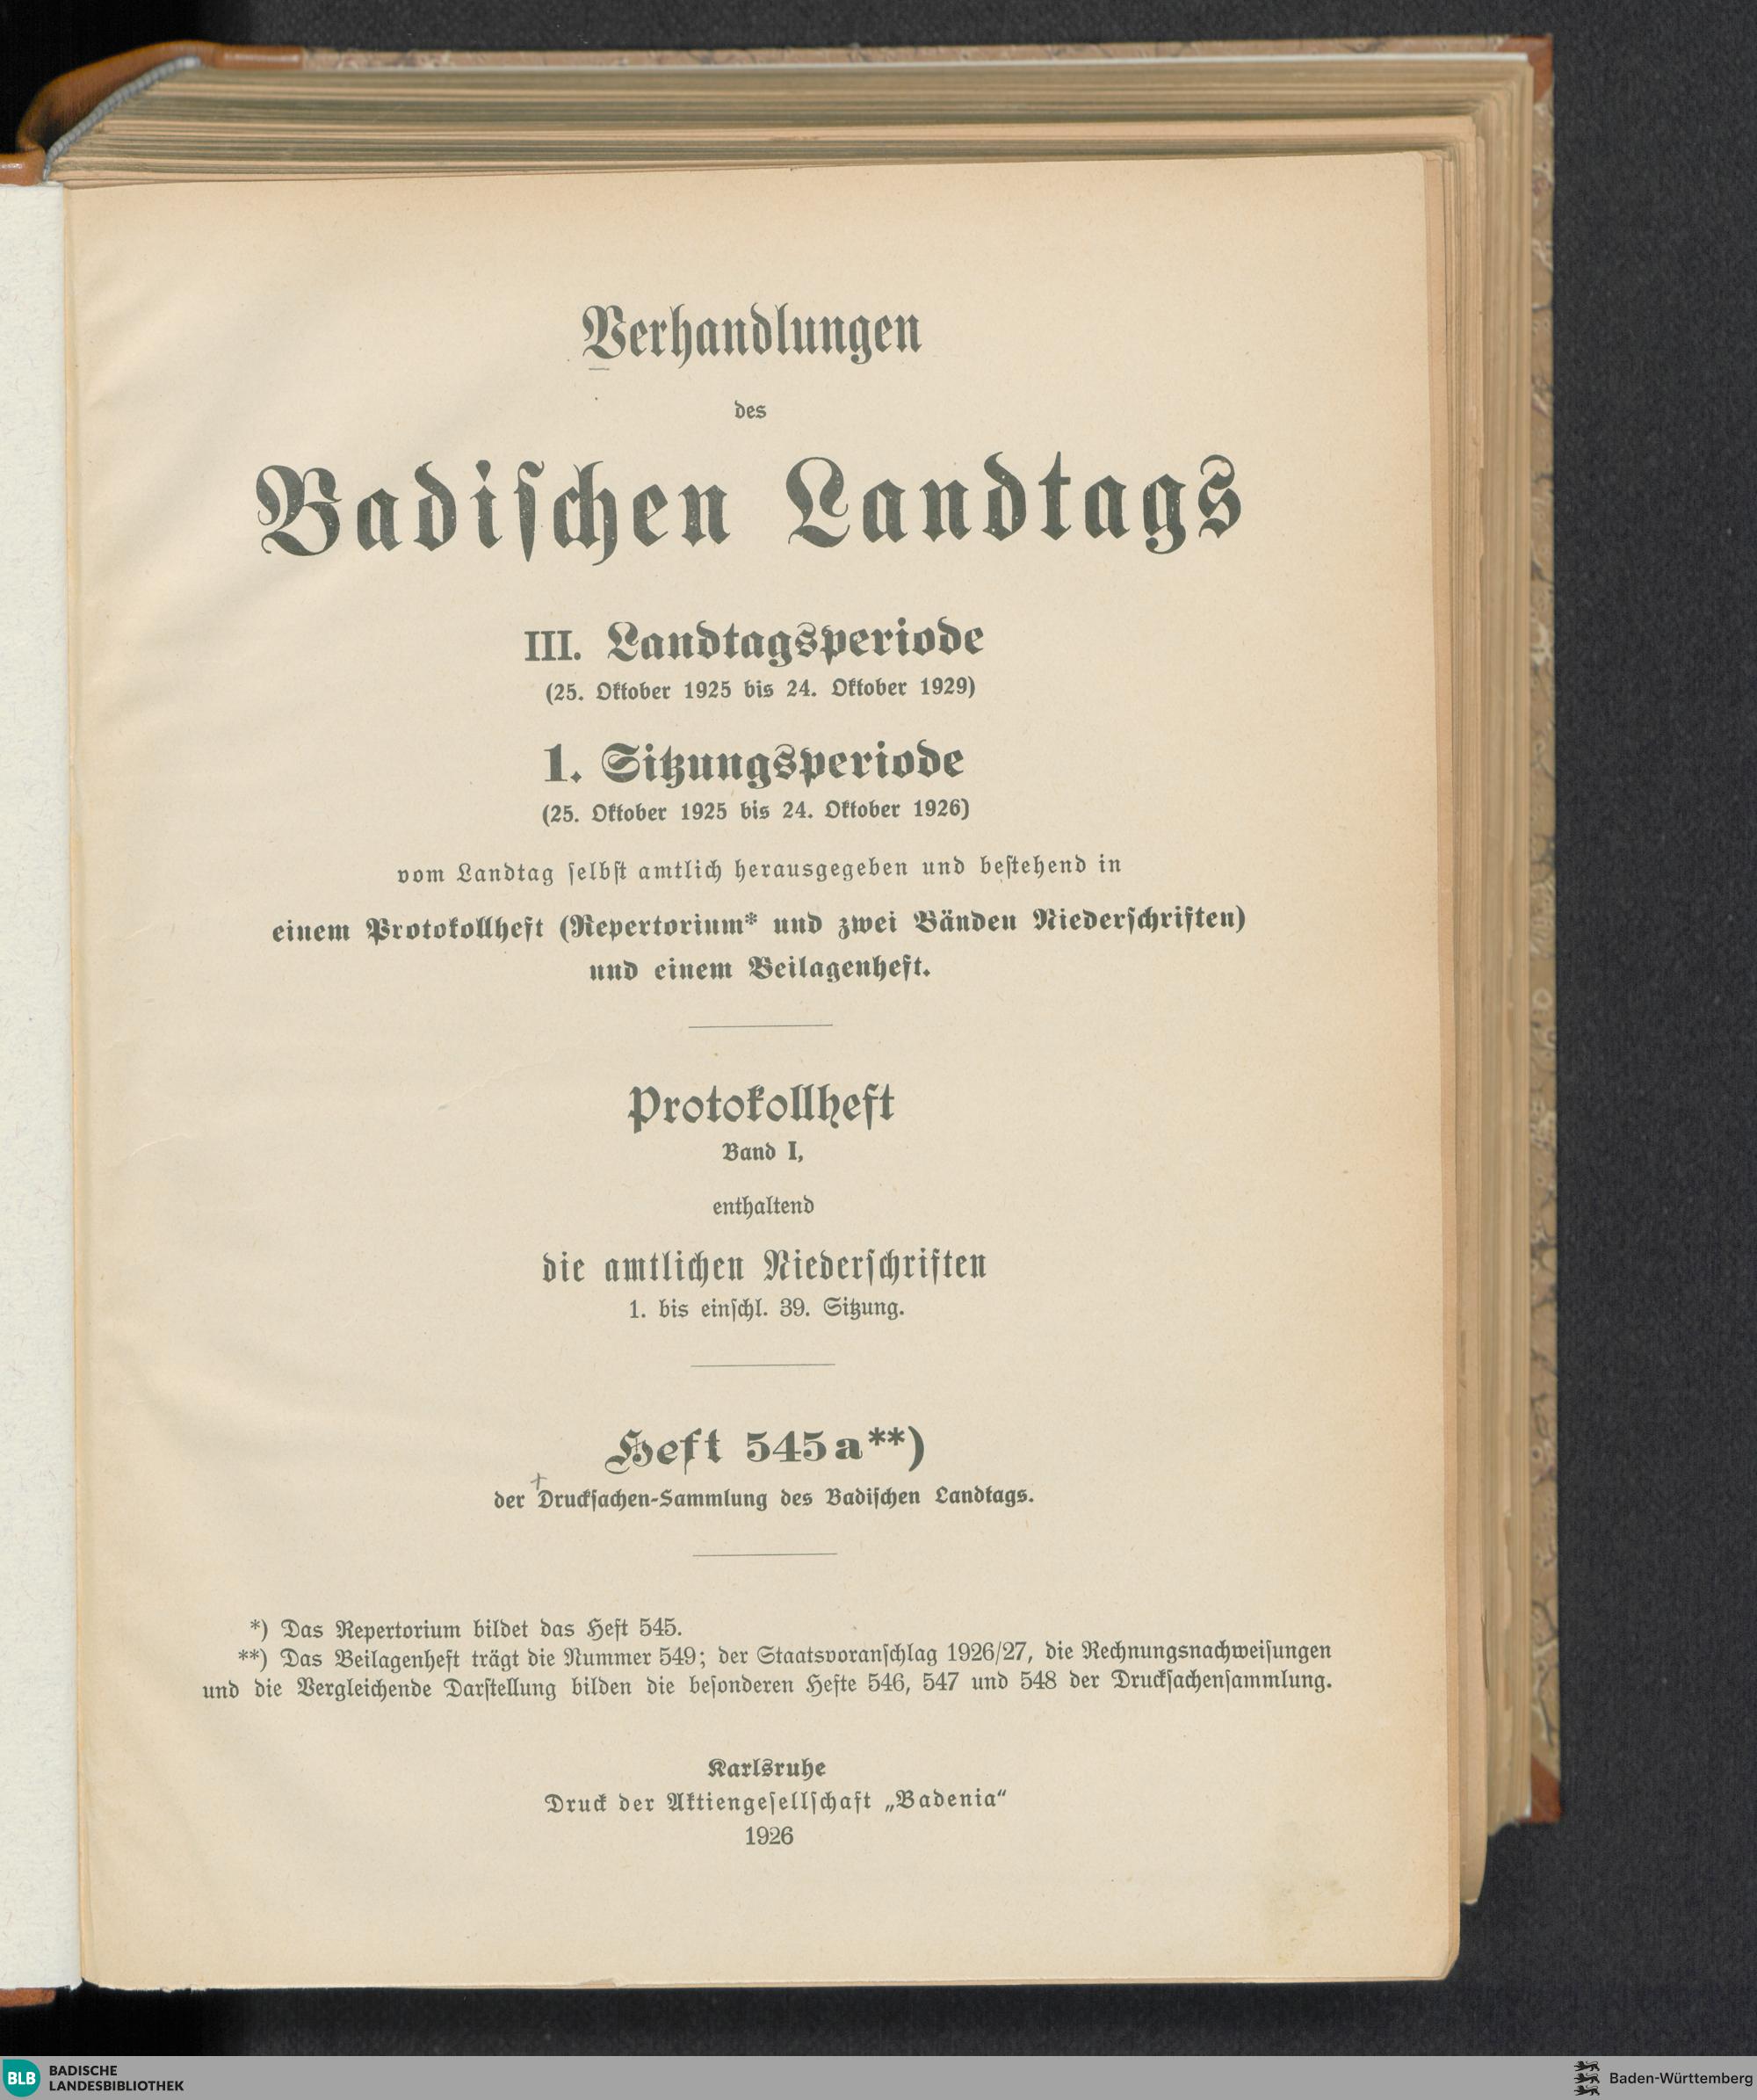 Verhandlungen
des
Badiſchen Landtags
III. Landtagsperiode
(25. Oktober 1925 bis 24. Oktober 1929)
1. Sitzungsperiode
(25. Oktober 1925 bis 24. Oktober 1926)
vom Landtag ſelbſt amtlich herausgegeben und beſtehend in
einem Protokollheft (Repertorium* und zwei Bänden Niederſchriften)
und einem Beilagenheft.
Protokollheft
Band I,
enthaltend
die amtlichen Niederſchriften
1. bis einſchl. 39. Sitzung.
Heft 545a**)
der Druckſachen-Sammlung des Badiſchen Landtags.
*) Das Repertorium bildet das Heft 545.
**) Das Beilagenheft trägt die Nummer 549; der Staatsvoranſchlag 1926/27, die Rechnungsnachweiſungen
und die Vergleichende Darſtellung bilden die beſonderen Hefte 546, 547 und 548 der Druckſachenſammlung.
Karlsruhe
Druck der Aktiengeſellſchaft „Badenia“
1926
BLB BADISCHE
LANDESBIBLIOTHEK
Baden-Württemberg